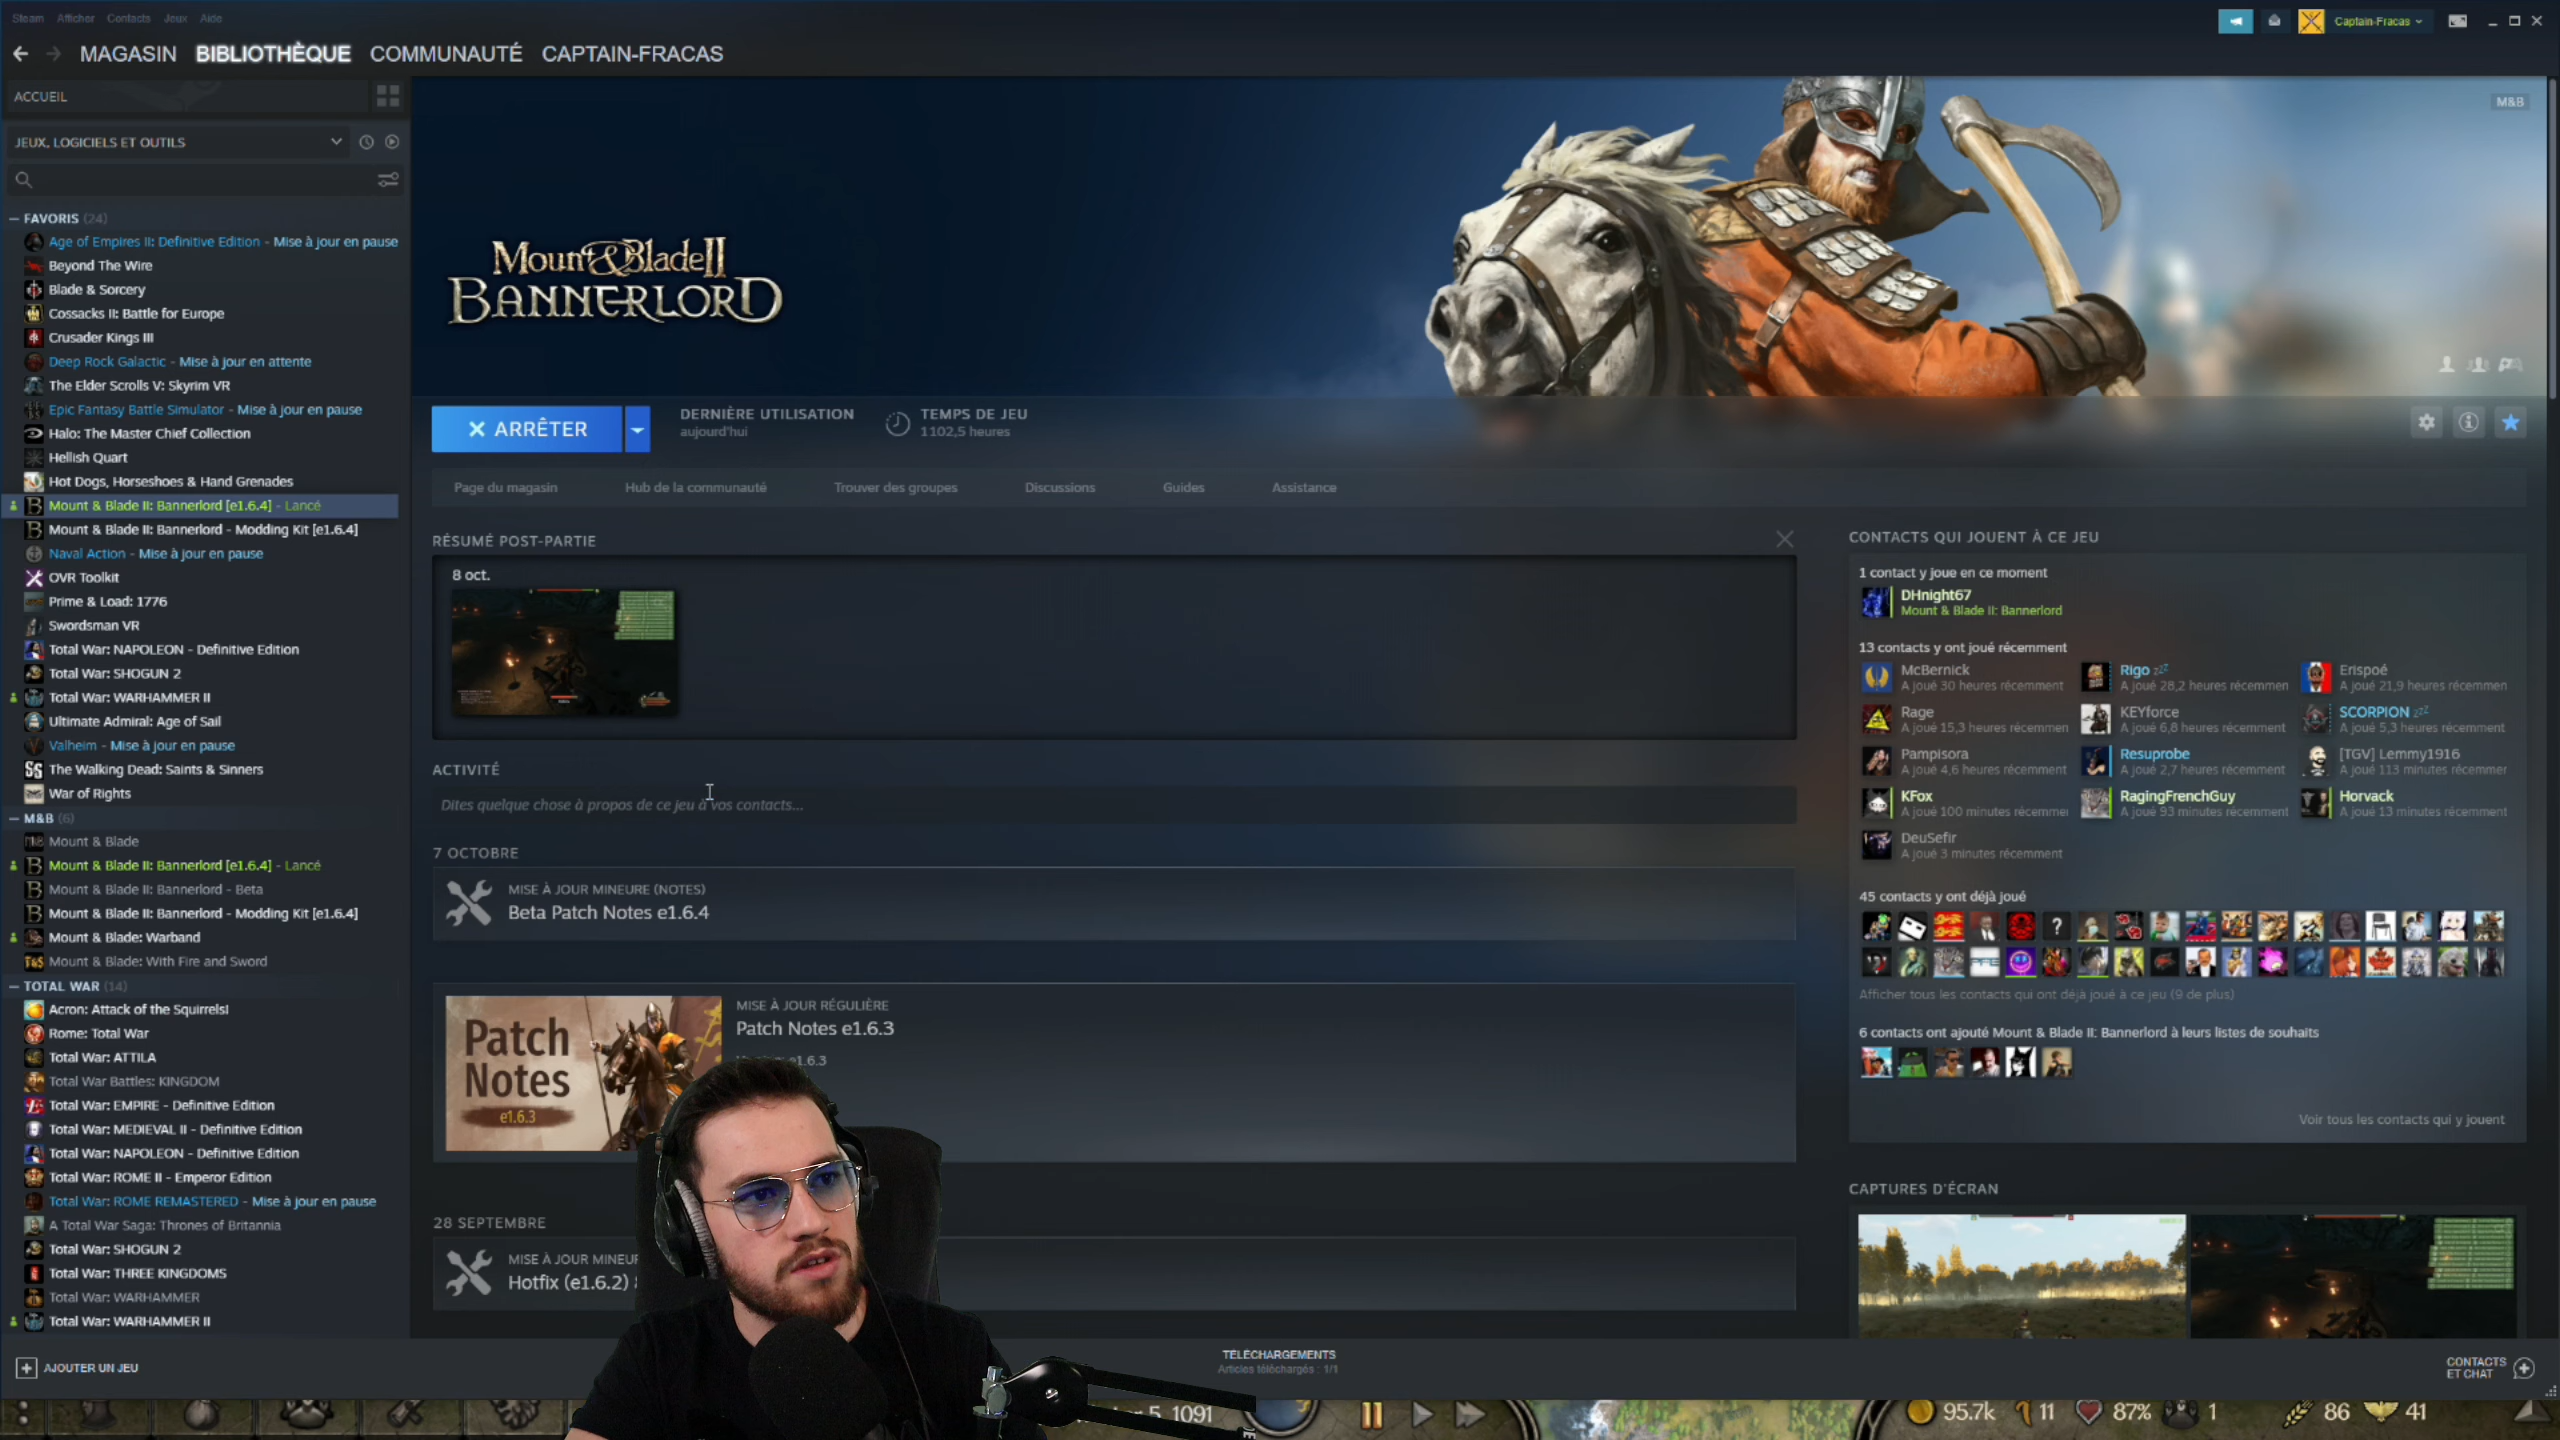 Steam Afficher Contacts Jeux Aide
Captain-Fracas
MAGASIN BIBLIOTHÈQUE COMMUNAUTÉ CAPTAIN-FRACAS
ACCUEIL
JEUX, LOGICIELS ET OUTILS
FAVORIS (24)
Age of Empires II: Definitive Edition - Mise à jour en pause
Beyond The Wire
Blade & Sorcery
Cossacks II: Battle for Europe
Crusader Kings III
Deep Rock Galactic - Mise à jour en attente
The Elder Scrolls V: Skyrim VR
Epic Fantasy Battle Simulator - Mise à jour en pause
Halo: The Master Chief Collection
Hellish Quart
Hot Dogs, Horseshoes & Hand Grenades
Mount & Blade II: Bannerlord [e1.6.4] - Lancé
Mount & Blade II: Bannerlord - Modding Kit [e1.6.4]
Naval Action - Mise à jour en pause
OVR Toolkit
Prime & Load: 1776
Swordsman VR
Total War: NAPOLEON - Definitive Edition
Total War: SHOGUN 2
Total War: WARHAMMER II
Ultimate Admiral: Age of Sail
Valheim - Mise à jour en pause
The Walking Dead: Saints & Sinners
War of Rights
M&B (6)
Mount & Blade
Mount & Blade II: Bannerlord [e1.6.4] - Lancé
Mount & Blade II: Bannerlord - Beta
Mount & Blade II: Bannerlord - Modding Kit [e1.6.4]
Mount & Blade: Warband
Mount & Blade: With Fire and Sword
TOTAL WAR (14)
Acron: Attack of the Squirrels!
Rome: Total War
Total War: ATTILA
Total War Battles: KINGDOM
Total War: EMPIRE - Definitive Edition
Total War: MEDIEVAL II - Definitive Edition
Total War: NAPOLEON - Definitive Edition
Total War: ROME II - Emperor Edition
Total War: ROME REMASTERED - Mise à jour en pause
A Total War Saga: Thrones of Britannia
Total War: SHOGUN 2
Total War: THREE KINGDOMS
Total War: WARHAMMER
Total War: WARHAMMER II
AJOUTER UN JEU
M&B
Mount & Blade II
BANNERLORD
ARRÊTER
DERNIÈRE UTILISATION
aujourd'hui
TEMPS DE JEU
1102,5 heures
Page du magasin Hub de la communauté Trouver des groupes Discussions Guides Assistance
RÉSUMÉ POST-PARTIE
8 oct.
ACTIVITÉ
Dites quelque chose à propos de ce jeu à vos contacts...
7 OCTOBRE
MISE À JOUR MINEURE (NOTES)
Beta Patch Notes e1.6.4
Patch
Notes
e1.6.3
MISE À JOUR RÉGULIÈRE
Patch Notes e1.6.3
e1.6.3
28 SEPTEMBRE
MISE À JOUR MINEUR
Hotfix (e1.6.2)
CONTACTS QUI JOUENT À CE JEU
1 contact y joue en ce moment
DHnight67
Mount & Blade II: Bannerlord
13 contacts y ont joué récemment
McBernick
A joué 30 heures récemment
Rigo zzZ
A joué 28,2 heures récemmen
Erispoé
A joué 21,9 heures récemmen
Rage
A joué 15,3 heures récemmen
KEYforce
A joué 6,8 heures récemment
SCORPION zzZ
A joué 5,3 heures récemment
Pampisora
A joué 4,6 heures récemment
Resuprobe
A joué 2,7 heures récemment
[TGV] Lemmy1916
A joué 113 minutes récemmer
KFox
A joué 100 minutes récemme
RagingFrenchGuy
A joué 93 minutes récemment
Horvack
A joué 13 minutes récemment
DeuSefir
A joué 3 minutes récemment
45 contacts y ont déjà joué
Afficher tous les contacts qui ont déjà joué à ce jeu (9 de plus)
6 contacts ont ajouté Mount & Blade II: Bannerlord à leurs listes de souhaits
Voir tous les contacts qui y jouent
CAPTURES D'ÉCRAN
TÉLÉCHARGEMENTS
Articles téléchargés : 1/1
CONTACTS
ET CHAT
5, 1091
95.7k 11 87% 1 86 41